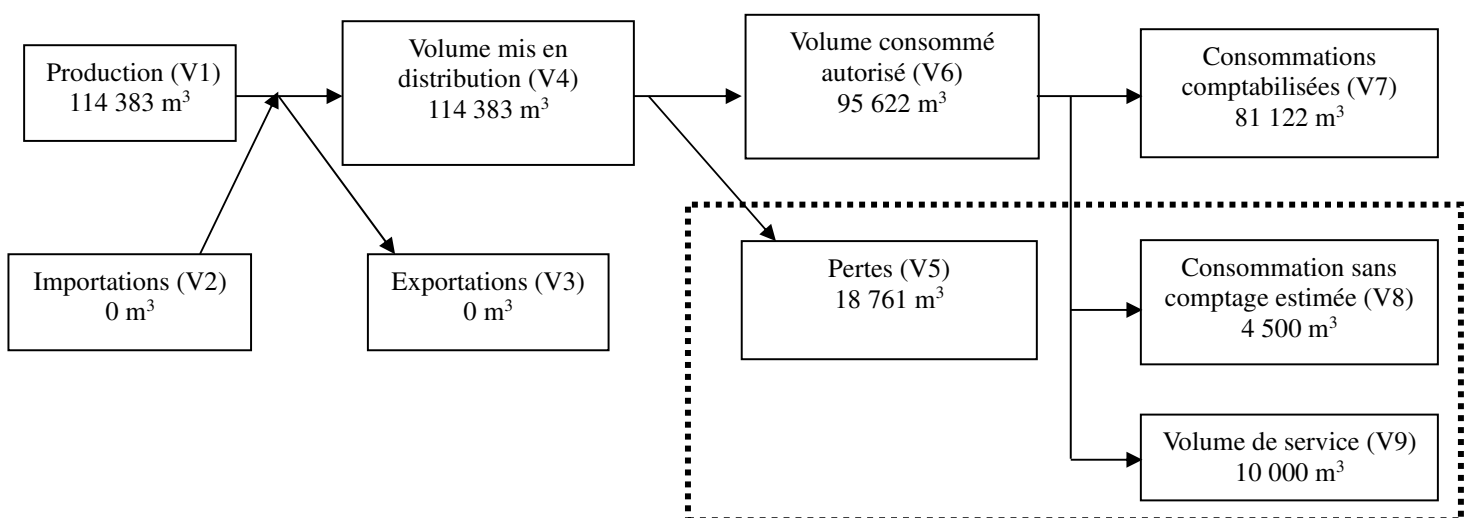 Production (V1)
114 383 m³
Volume mis en
distribution (V4)
114 383 m³
Volume consommé
autorisé (V6)
95 622 m³
Consommations
comptabilisées (V7)
81 122 m³
Importations (V2)
0 m³
Exportations (V3)
0 m³
Pertes (V5)
18 761 m³
Consommation sans
comptage estimée (V8)
4 500 m³
Volume de service (V9)
10 000 m³